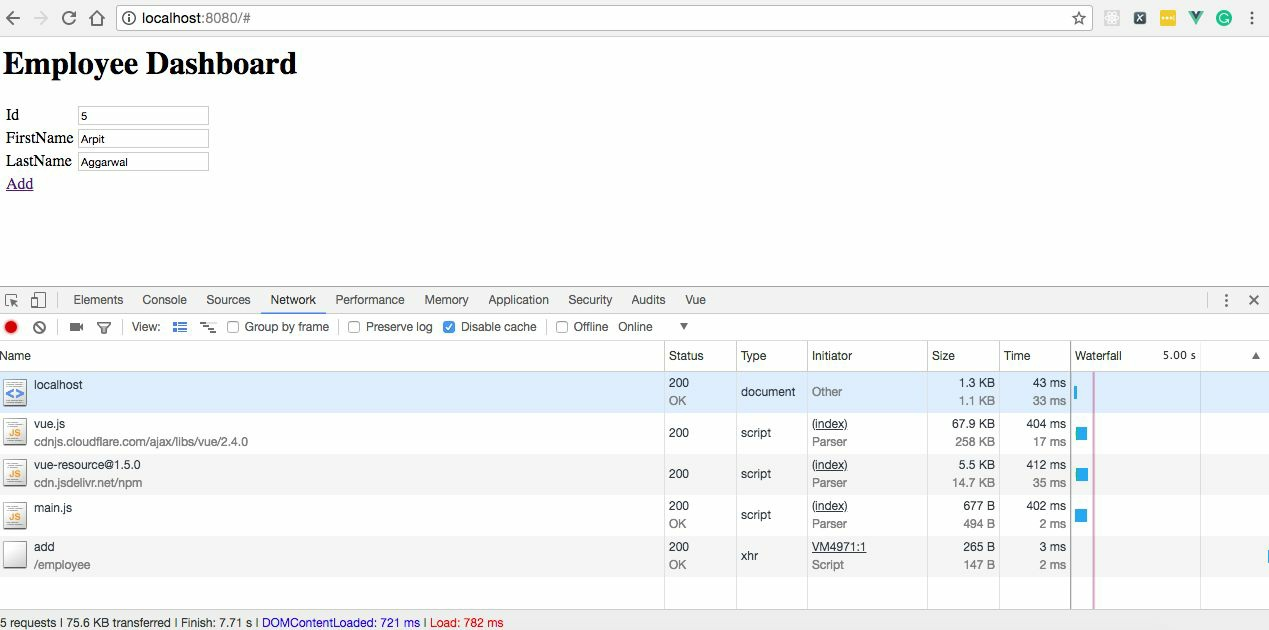 localhost:8080/#
Employee Dashboard
Id 5
FirstName Arpit
LastName Aggarwal
Add
Elements Console Sources Network Performance Memory Application Security Audits Vue
View: Group by frame Preserve log Disable cache Offline Online
Name Status Type Initiator Size Time Waterfall 5.00 s
localhost 200 document Other 1.3 KB 43 ms
OK 1.1 KB 33 ms
vue.js 200 script (index) 67.9 KB 404 ms
cdnjs.cloudflare.com/ajax/libs/vue/2.4.0 Parser 258 KB 17 ms
vue-resource@1.5.0 200 script (index) 5.5 KB 412 ms
cdn.jsdelivr.net/npm Parser 14.7 KB 35 ms
main.js 200 script (index) 677 B 402 ms
OK Parser 494 B 2 ms
add 200 xhr VM4971:1 265 B 3 ms
/employee OK Script 147 B 2 ms
5 requests | 75.6 KB transferred | Finish: 7.71 s | DOMContentLoaded: 721 ms | Load: 782 ms